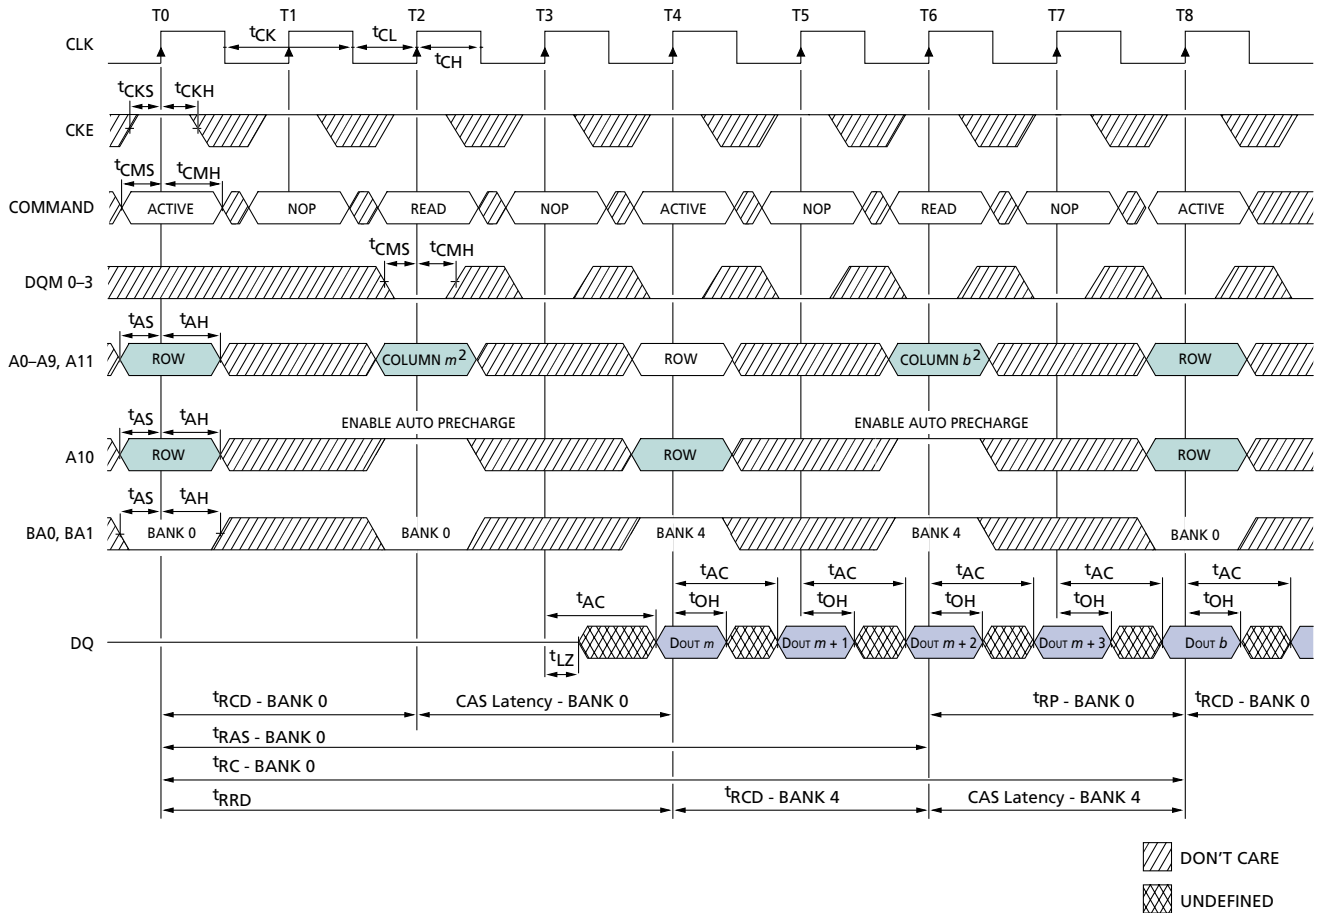 T0 T1 T2 T3 T4 T5 T6 T7 T8
CLK
tCK tCL
tCH
tCKS tCKH
CKE
tCMS tCMH
COMMAND ACTIVE NOP READ NOP ACTIVE NOP READ NOP ACTIVE
tCMS tCMH
DQM 0–3
tAS tAH
A0–A9, A11 ROW COLUMN m2 ROW COLUMN b2 ROW
tAS tAH ENABLE AUTO PRECHARGE ENABLE AUTO PRECHARGE
A10 ROW ROW ROW
tAS tAH
BA0, BA1 BANK 0 BANK 0 BANK 4 BANK 4 BANK 0
tAC tAC tAC tAC tAC
tAC tOH tOH tOH tOH tOH
DQ DOUT m DOUT m + 1 DOUT m + 2 DOUT m + 3 DOUT b
tLZ
tRCD - BANK 0 CAS Latency - BANK 0 tRP - BANK 0 tRCD - BANK 0
tRAS - BANK 0
tRC - BANK 0
tRRD tRCD - BANK 4 CAS Latency - BANK 4
DON'T CARE
UNDEFINED